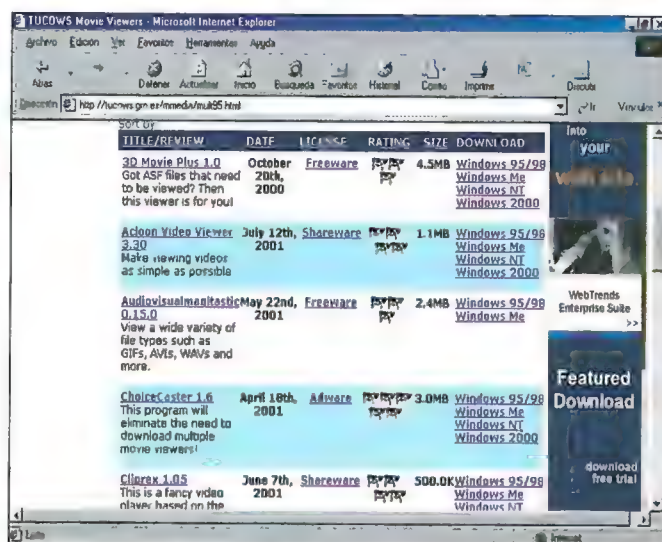 TUCOWS Movie Viewers - Microsoft Internet Explorer
Archivo Edición Ver Favoritos Herramientas Ayuda
Atrás Detener Actualizar Inicio Búsqueda Favoritos Historial Correo Imprimir Discutir
Dirección http://tucows.gm.es/mmedia/mult95.html Ir Vínculos
Sort by
TITLE/REVIEW DATE LICENSE RATING SIZE DOWNLOAD
3D Movie Plus 1.0 October Freeware 4.5MB Windows 95/98
Got ASF files that need 20th, Windows Me
to be viewed? Then 2000 Windows NT
this viewer is for you! Windows 2000
Video Viewer July 12th, Shareware 1.1MB Windows 95/98
3.30 2001 Windows Me
Make viewing videos Windows NT
as simple as possible Windows 2000
May 22nd, Freeware 2.4MB Windows 95/98
0.15.0 2001 Windows Me
View a wide variety of
file types such as
GIFs, AVIs, WAVs and
more.
ChoiceCaster 1.6 April 18th, Adware 3.0MB Windows 95/98
This program will 2001 Windows Me
eliminate the need to Windows NT
download multiple Windows 2000
movie viewers!
Cliprex 1.05 June 7th, Shareware 500.0K Windows 95/98
This is a fancy video 2001 Windows Me
player based on the Windows NT
Into
your
web site.
WebTrends
Enterprise Suite
>>
Featured
Download
download
free trial
Listo Internet